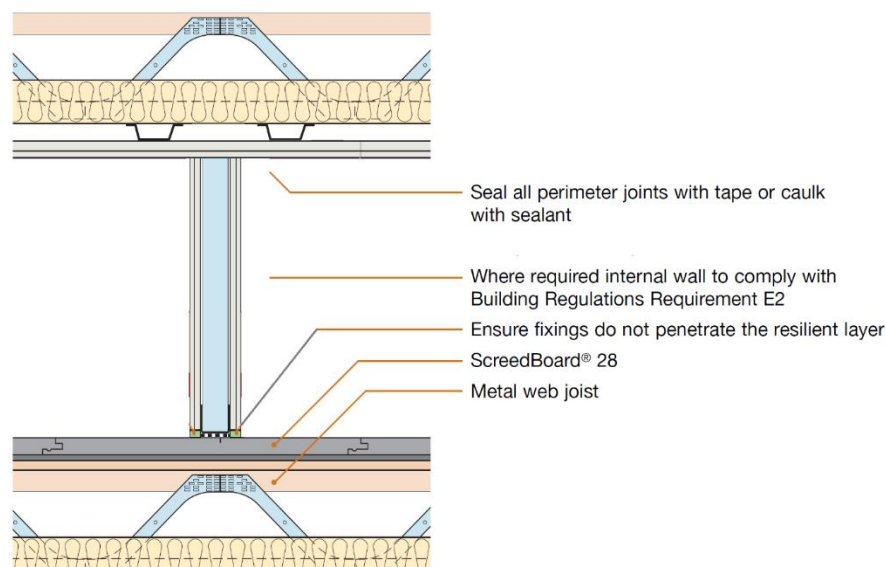 Seal all perimeter joints with tape or caulk
with sealant
Where required internal wall to comply with
Building Regulations Requirement E2
Ensure fixings do not penetrate the resilient layer
ScreedBoard® 28
Metal web joist